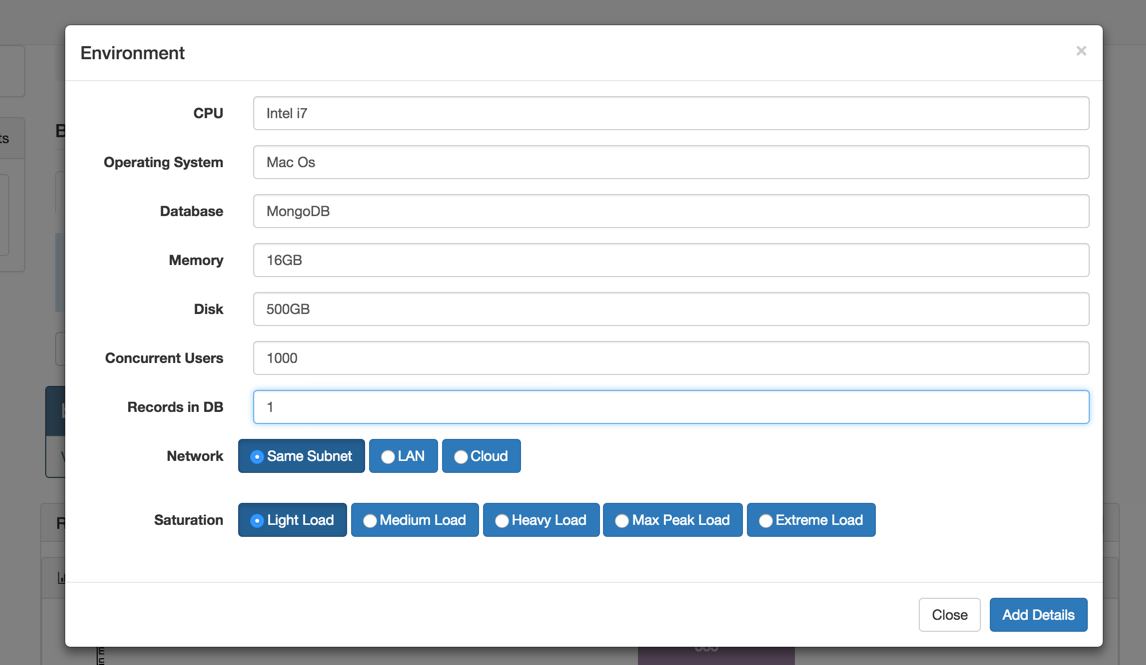 Environment
×
CPU Intel i7
Operating System Mac Os
Database MongoDB
Memory 16GB
Disk 500GB
Concurrent Users 1000
Records in DB 1
Network Same Subnet LAN Cloud
Saturation Light Load Medium Load Heavy Load Max Peak Load Extreme Load
Close Add Details